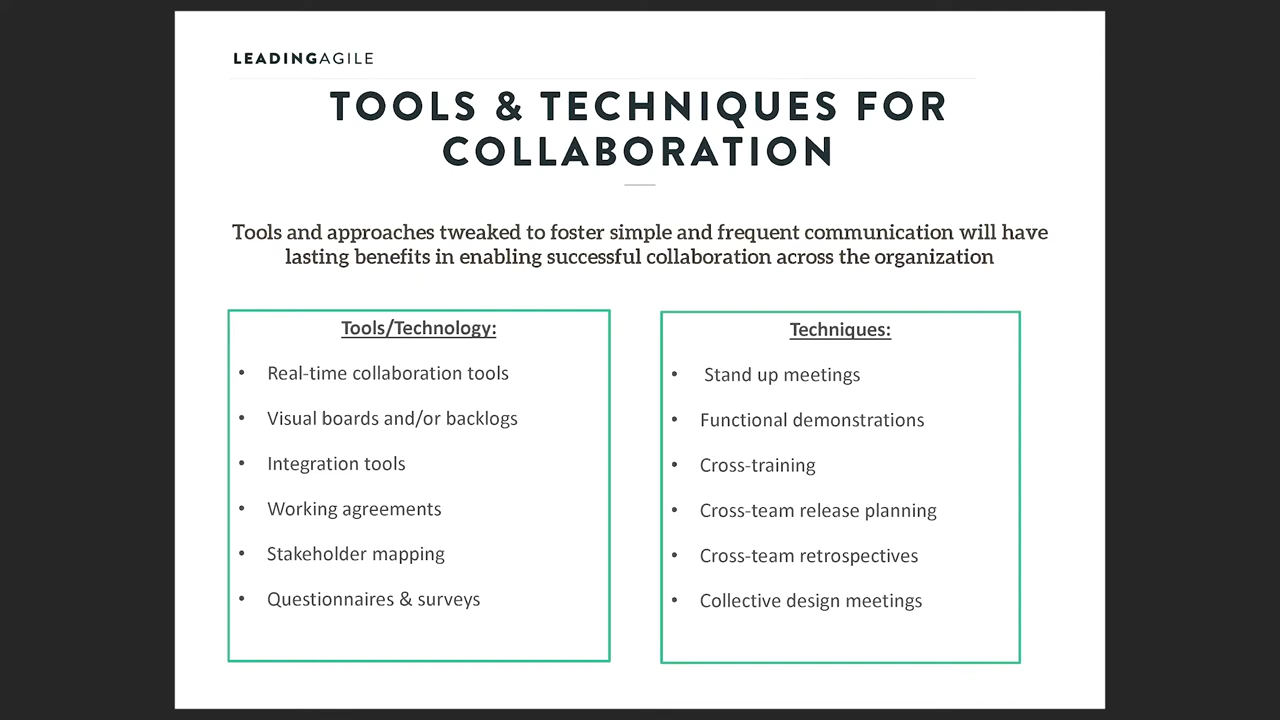 LEADINGAGILE
TOOLS & TECHNIQUES FOR
COLLABORATION
Tools and approaches tweaked to foster simple and frequent communication will have
lasting benefits in enabling successful collaboration across the organization
Tools/Technology:
• Real-time collaboration tools
• Visual boards and/or backlogs
• Integration tools
• Working agreements
• Stakeholder mapping
• Questionnaires & surveys
Techniques:
• Stand up meetings
• Functional demonstrations
• Cross-training
• Cross-team release planning
• Cross-team retrospectives
• Collective design meetings